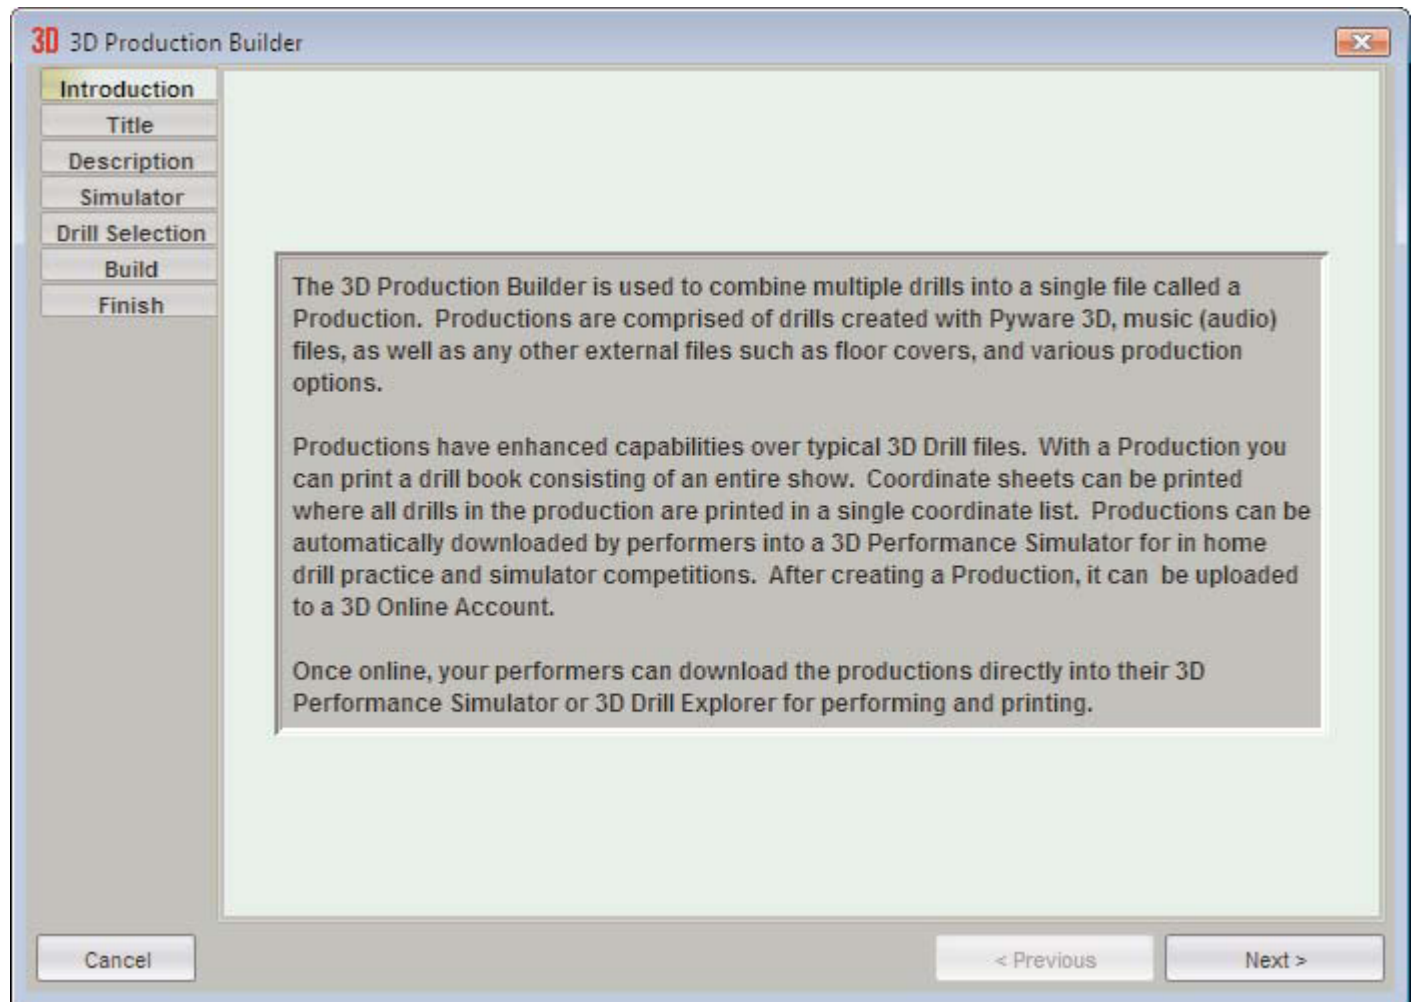 3D 3D Production Builder
Introduction
Title
Description
Simulator
Drill Selection
Build
Finish
The 3D Production Builder is used to combine multiple drills into a single file called a
Production.  Productions are comprised of drills created with Pyware 3D, music (audio)
files, as well as any other external files such as floor covers, and various production
options.
Productions have enhanced capabilities over typical 3D Drill files.  With a Production you
can print a drill book consisting of an entire show.  Coordinate sheets can be printed
where all drills in the production are printed in a single coordinate list.  Productions can be
automatically downloaded by performers into a 3D Performance Simulator for in home
drill practice and simulator competitions.  After creating a Production, it can  be uploaded
to a 3D Online Account.
Once online, your performers can download the productions directly into their 3D
Performance Simulator or 3D Drill Explorer for performing and printing.
Cancel
< Previous
Next >